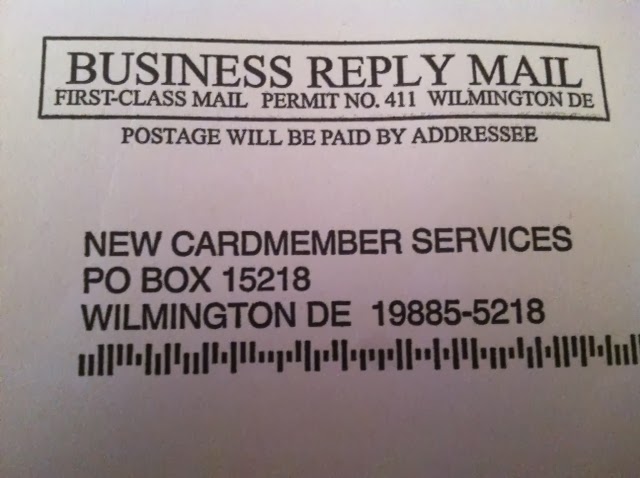 BUSINESS REPLY MAIL
FIRST-CLASS MAIL PERMIT NO. 411 WILMINGTON DE
POSTAGE WILL BE PAID BY ADDRESSEE
NEW CARDMEMBER SERVICES
PO BOX 15218
WILMINGTON DE 19885-5218